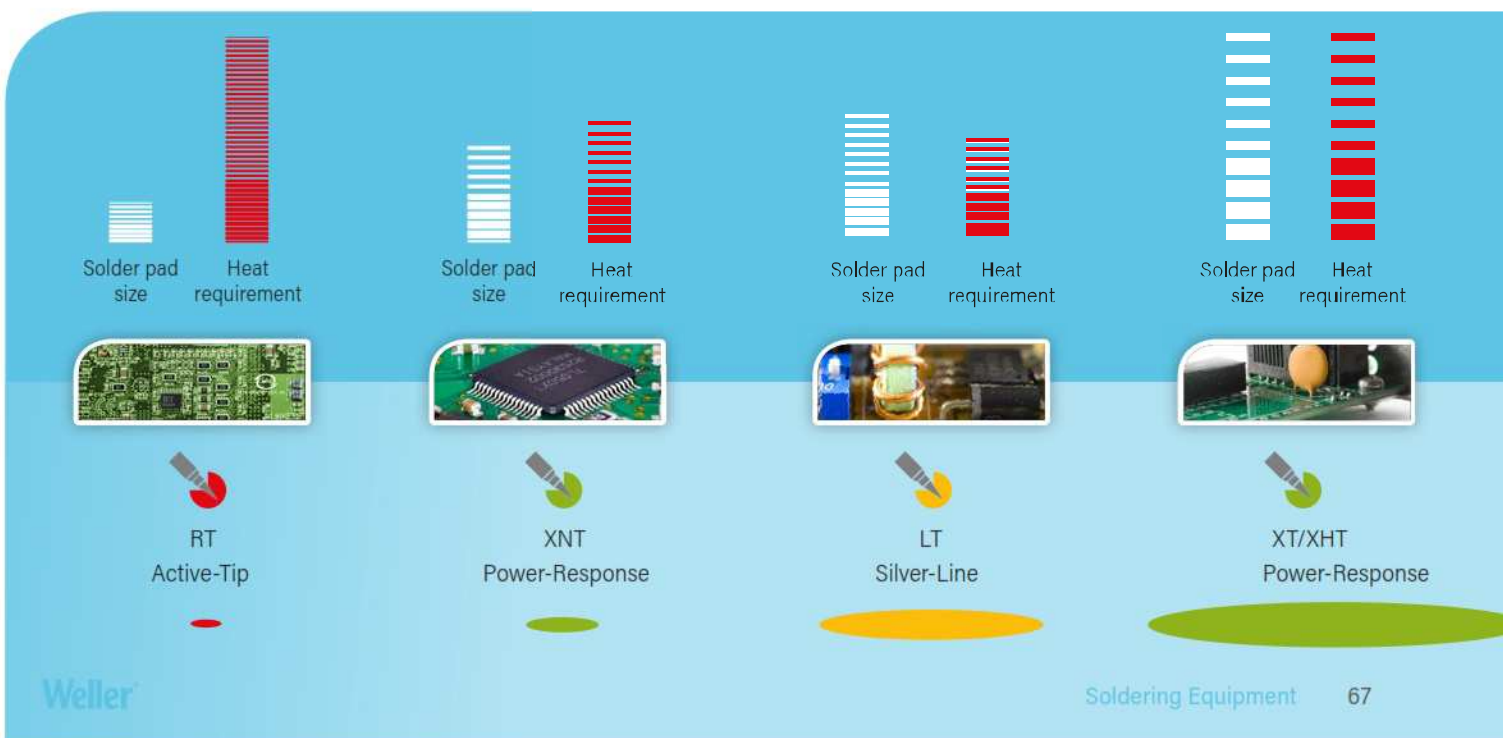 Solder pad
size
Heat
requirement
Solder pad
size
Heat
requirement
Solder pad
size
Heat
requirement
Solder pad
size
Heat
requirement
RT
Active-Tip
XNT
Power-Response
LT
Silver-Line
XT/XHT
Power-Response
Weller
Soldering Equipment 67